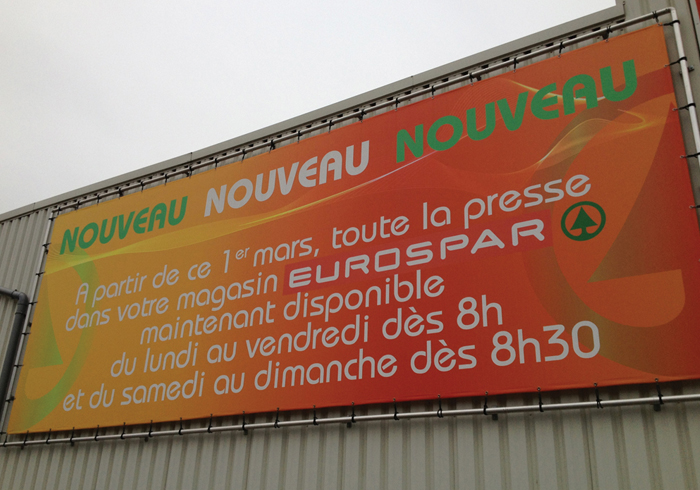 NOUVEAU NOUVEAU NOUVEAU
A partir de ce 1er mars, toute la presse
dans votre magasin EUROSPAR
maintenant disponible
du lundi au vendredi dès 8h
et du samedi au dimanche dès 8h30